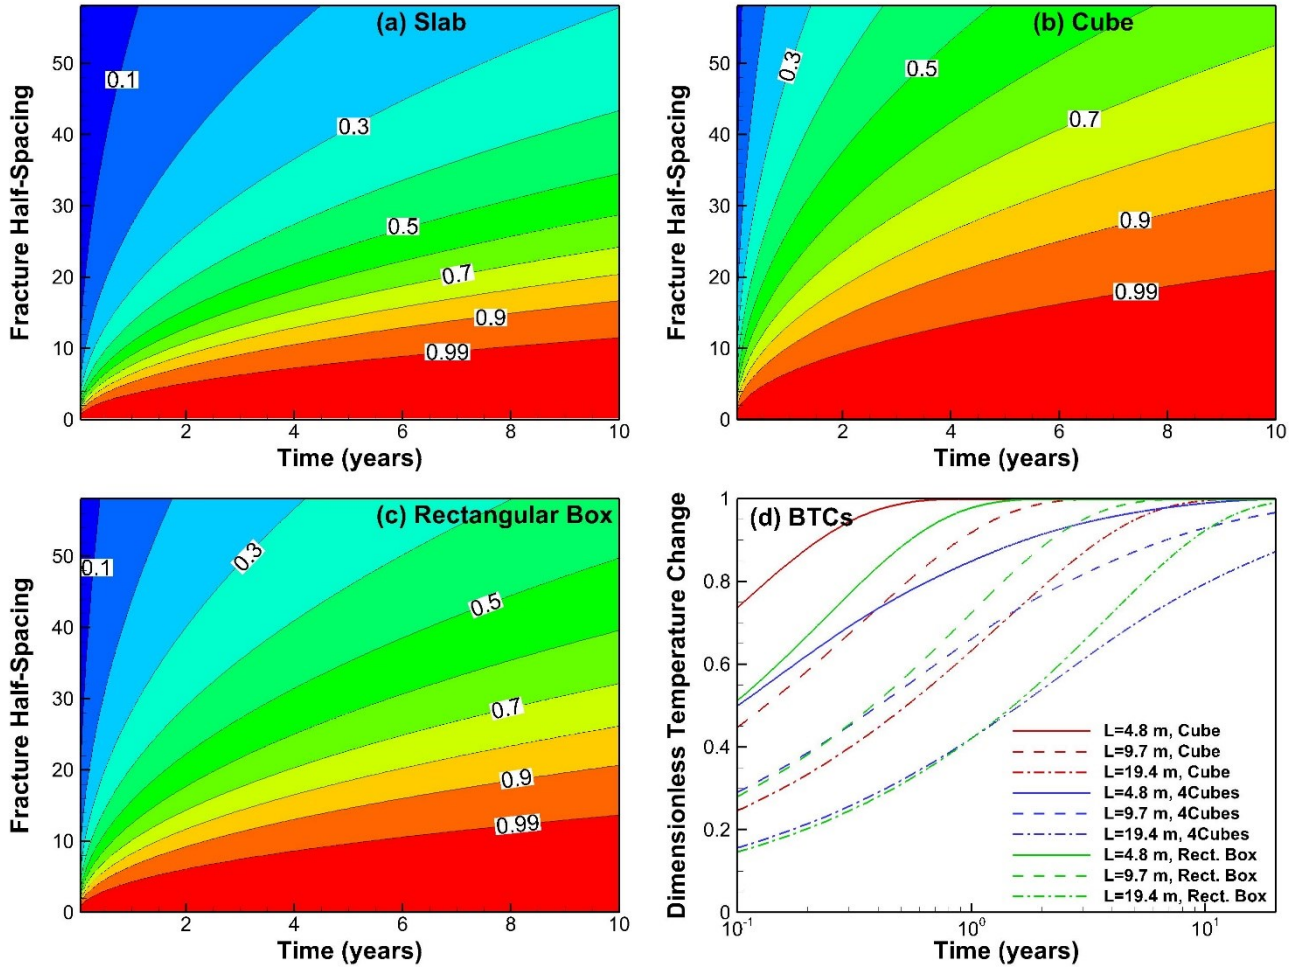 (a) Slab
50
40
30
20
10
0
Fracture Half-Spacing
0.1
0.3
0.5
0.7
0.9
0.99
2
4
6
8
10
Time (years)
(b) Cube
50
40
30
20
10
0
Fracture Half-Spacing
0.3
0.5
0.7
0.9
0.99
2
4
6
8
10
Time (years)
(c) Rectangular Box
50
40
30
20
10
0
Fracture Half-Spacing
0.1
0.3
0.5
0.7
0.9
0.99
2
4
6
8
10
Time (years)
(d) BTCs
1
0.8
0.6
0.4
0.2
0
Dimensionless Temperature Change
L=4.8 m, Cube
L=9.7 m, Cube
L=19.4 m, Cube
L=4.8 m, 4Cubes
L=9.7 m, 4Cubes
L=19.4 m, 4Cubes
L=4.8 m, Rect. Box
L=9.7 m, Rect. Box
L=19.4 m, Rect. Box
10⁻¹
10⁰
10¹
Time (years)